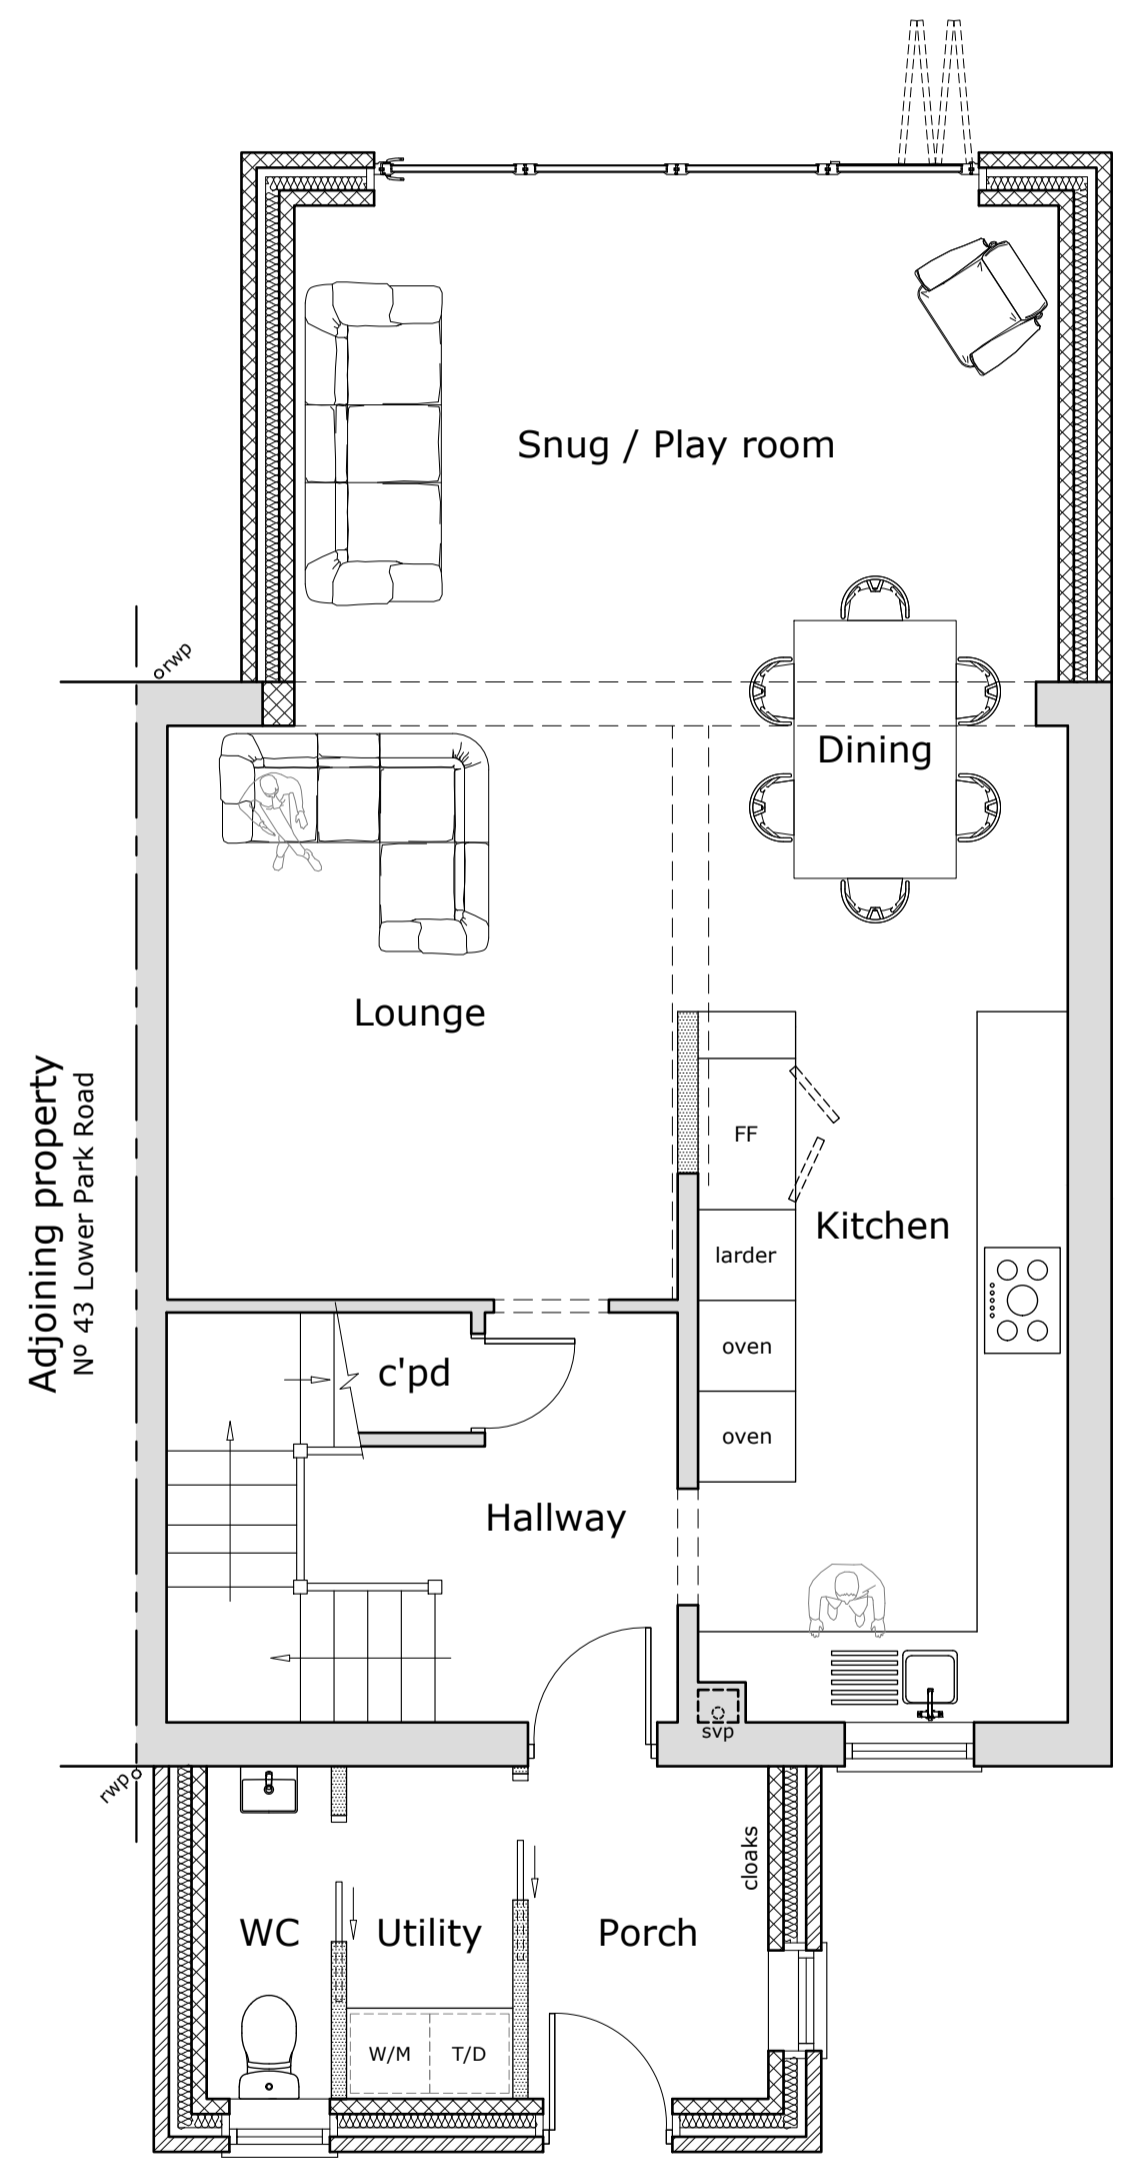 Snug / Play room
rwp
Dining
Lounge
Adjoining property
Nº 43 Lower Park Road
FF
Kitchen
larder
oven
c'pd
oven
Hallway
svp
rwp
cloaks
WC
Utility
Porch
W/M
T/D